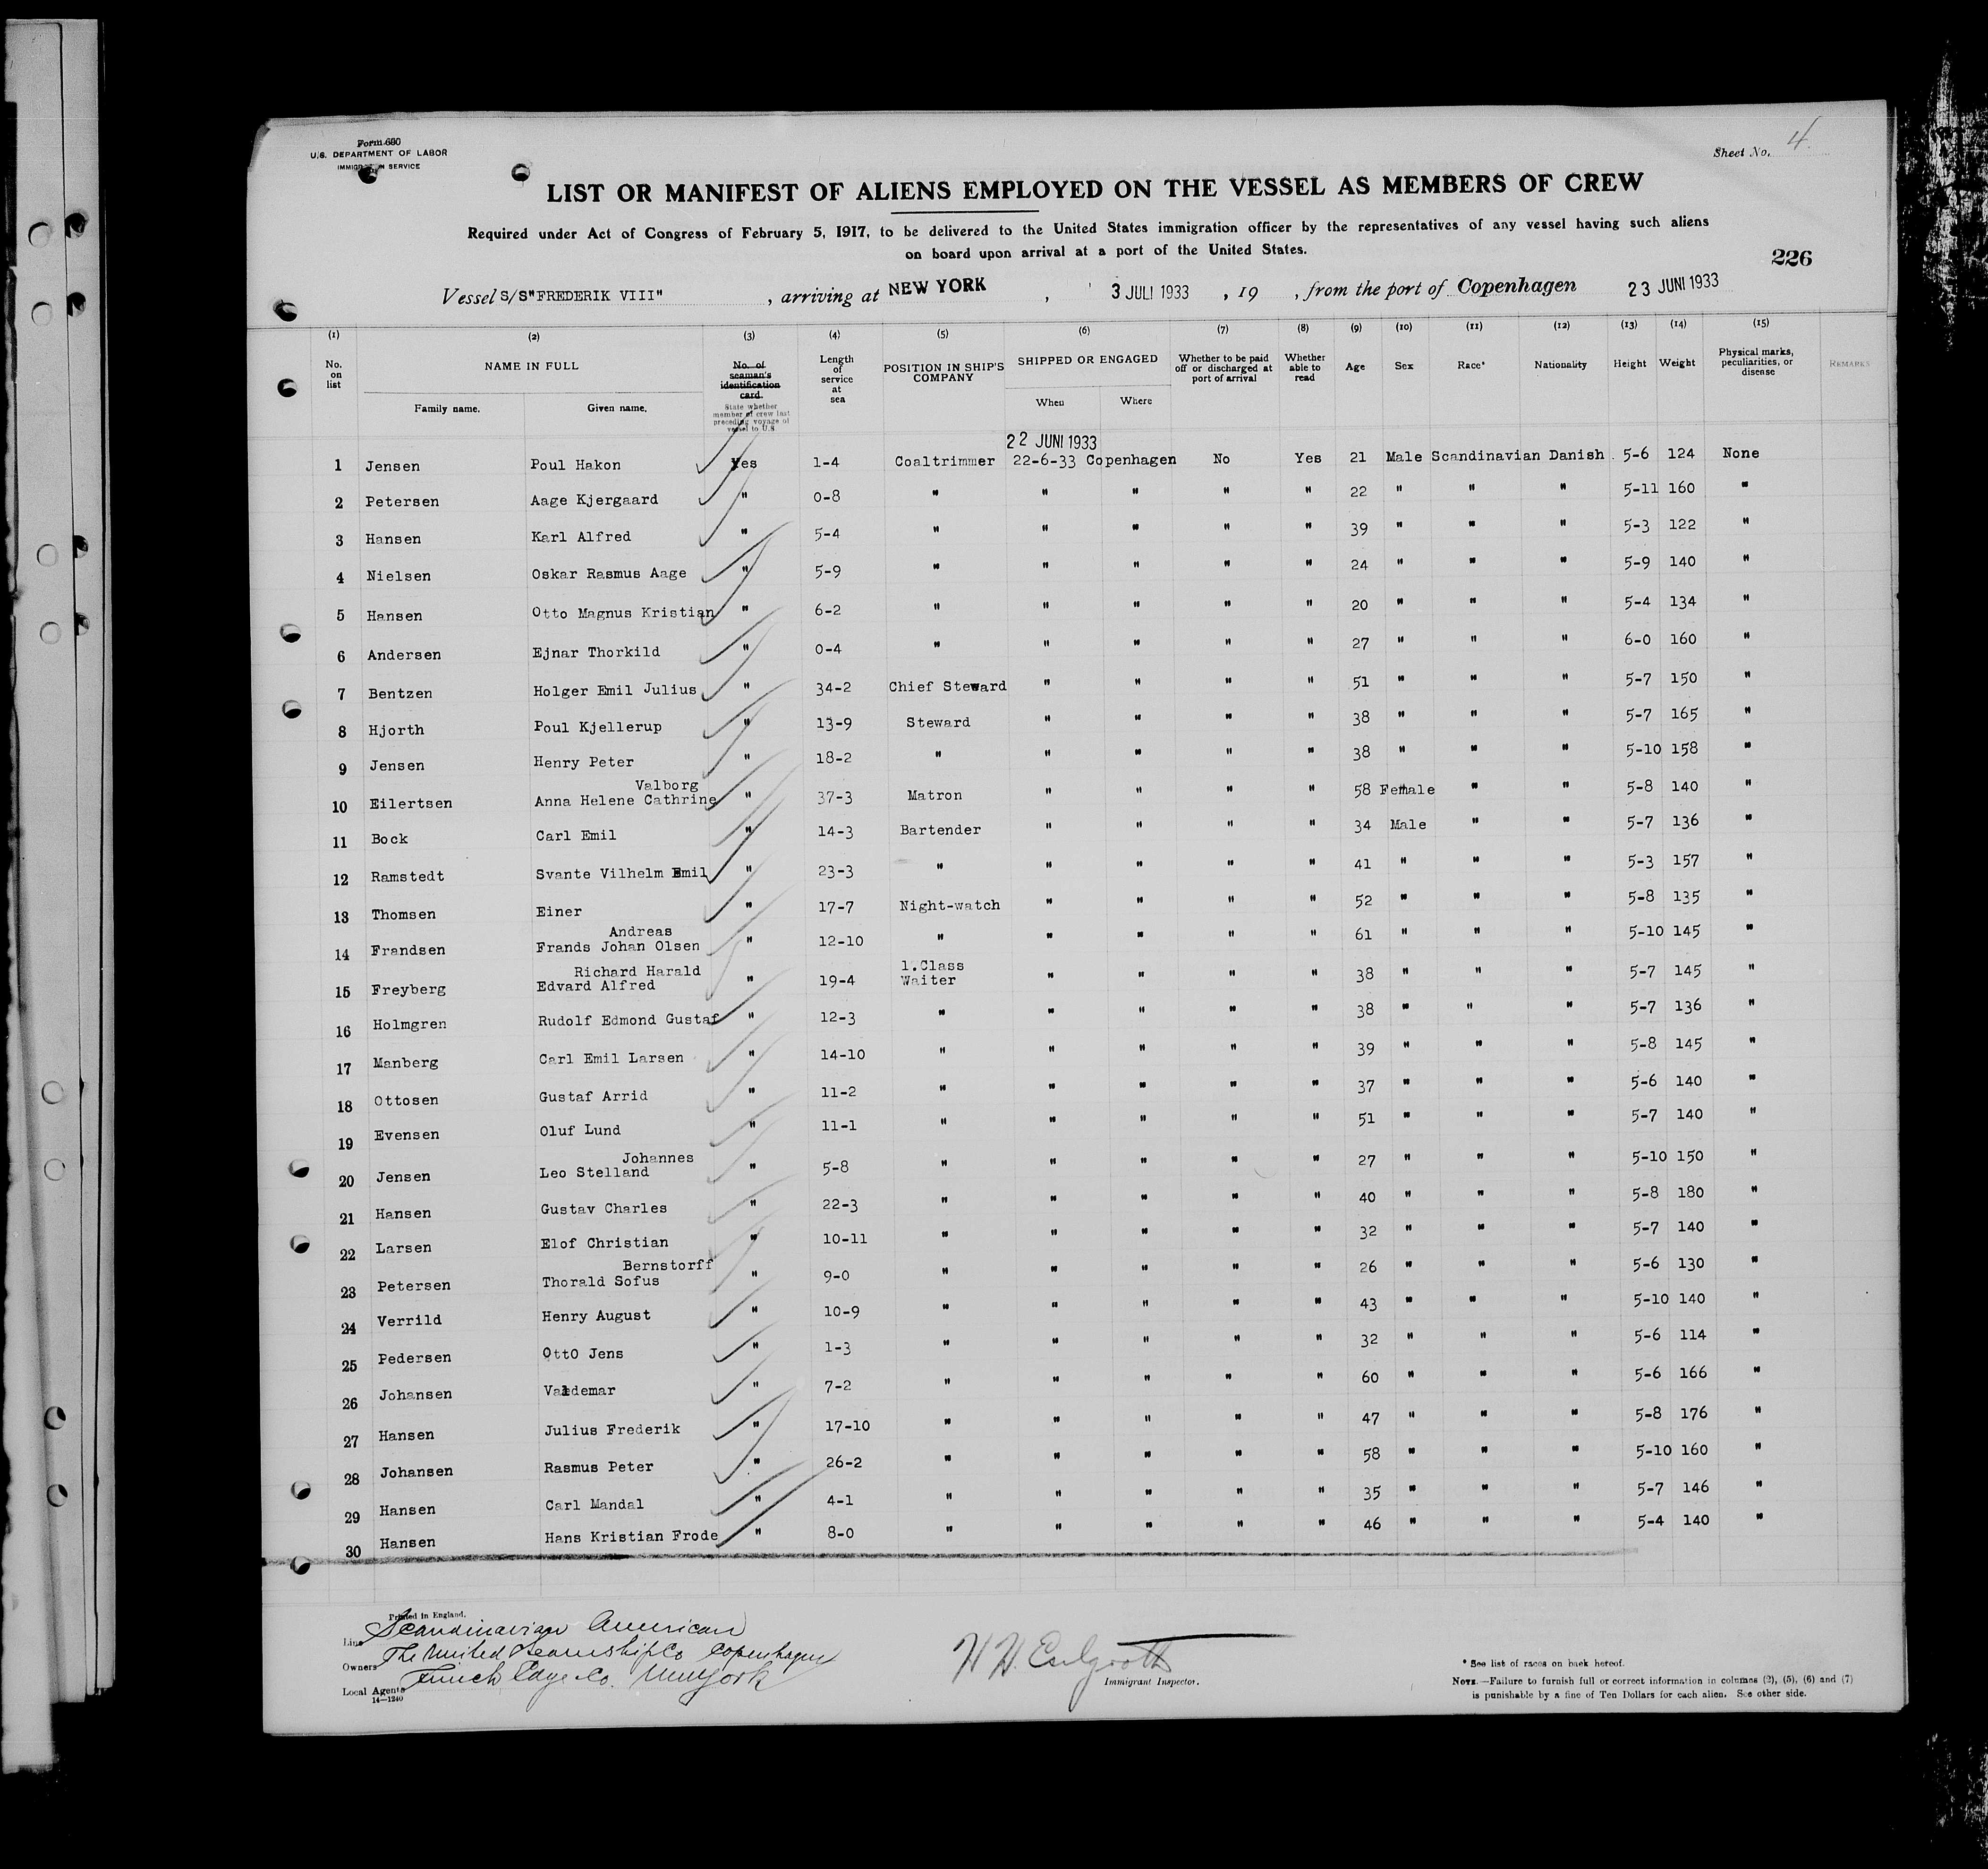 Form 680
U.S. DEPARTMENT OF LABOR
IMMIGRATION SERVICE
Sheet No. 4
LIST OR MANIFEST OF ALIENS EMPLOYED ON THE VESSEL AS MEMBERS OF CREW
Required under Act of Congress of February 5, 1917, to be delivered to the United States immigration officer by the representatives of any vessel having such aliens
on board upon arrival at a port of the United States.
226
Vessel S/S"FREDERIK VIII" , arriving at NEW YORK , 3 JULI 1933 , 19 , from the port of Copenhagen 23 JUNI 1933
(1) (2) (3) (4) (5) (6) (7) (8) (9) (10) (11) (12) (13) (14) (15)
No. on list NAME IN FULL Family name. Given name. No. of seaman's identification card. State whether member of crew last preceding voyage of vessel to U.S. Length of service at sea POSITION IN SHIP'S COMPANY SHIPPED OR ENGAGED When Where Whether to be paid off or discharged at port of arrival Whether able to read Age Sex Race* Nationality Height Weight Physical marks, peculiarities, or disease REMARKS
22 JUNI 1933
1 Jensen Poul Hakon Yes 1-4 Coaltrimmer 22-6-33 Copenhagen No Yes 21 Male Scandinavian Danish 5-6 124 None
2 Petersen Aage Kjergaard " 0-8 " " " " " 22 " " " 5-11 160 "
3 Hansen Karl Alfred " 5-4 " " " " " 39 " " " 5-3 122 "
4 Nielsen Oskar Rasmus Aage " 5-9 " " " " " 24 " " " 5-9 140 "
5 Hansen Otto Magnus Kristian " 6-2 " " " " " 20 " " " 5-4 134 "
6 Andersen Ejnar Thorkild " 0-4 " " " " " 27 " " " 6-0 160 "
7 Bentzen Holger Emil Julius " 34-2 Chief Steward " " " " 51 " " " 5-7 150 "
8 Hjorth Poul Kjellerup " 13-9 Steward " " " " 38 " " " 5-7 165 "
9 Jensen Henry Peter " 18-2 " " " " " 38 " " " 5-10 158 "
Valborg
10 Eilertsen Anna Helene Cathrine " 37-3 Matron " " " " 58 Female " " 5-8 140 "
11 Bock Carl Emil " 14-3 Bartender " " " " 34 Male " " 5-7 136 "
12 Ramstedt Svante Vilhelm Emil " 23-3 " " " " " 41 " " " 5-3 157 "
13 Thomsen Einer " 17-7 Night-watch " " " " 52 " " " 5-8 135 "
Andreas
14 Frandsen Frands Johan Olsen " 12-10 " " " " " 61 " " " 5-10 145 "
Richard Harald 1.Class
15 Freyberg Edvard Alfred " 19-4 Waiter " " " " 38 " " " 5-7 145 "
16 Holmgren Rudolf Edmond Gustaf " 12-3 " " " " " 38 " " " 5-7 136 "
17 Manberg Carl Emil Larsen " 14-10 " " " " " 39 " " " 5-8 145 "
18 Ottosen Gustaf Arrid " 11-2 " " " " " 37 " " " 5-6 140 "
19 Evensen Oluf Lund " 11-1 " " " " " 51 " " " 5-7 140 "
Johannes
20 Jensen Leo Stelland " 5-8 " " " " " 27 " " " 5-10 150 "
21 Hansen Gustav Charles " 22-3 " " " " " 40 " " " 5-8 180 "
22 Larsen Elof Christian " 10-11 " " " " " 32 " " " 5-7 140 "
Bernstorff
23 Petersen Thorald Sofus " 9-0 " " " " " 26 " " " 5-6 130 "
24 Verrild Henry August " 10-9 " " " " " 43 " " " 5-10 140 "
25 Pedersen OttO Jens " 1-3 " " " " " 32 " " " 5-6 114 "
26 Johansen Valdemar " 7-2 " " " " " 60 " " " 5-6 166 "
27 Hansen Julius Frederik " 17-10 " " " " " 47 " " " 5-8 176 "
28 Johansen Rasmus Peter " 26-2 " " " " " 58 " " " 5-10 160 "
29 Hansen Carl Mandal " 4-1 " " " " " 35 " " " 5-7 146 "
30 Hansen Hans Kristian Frode " 8-0 " " " " " 46 " " " 5-4 140 "
Printed in England.
Line Scandinavian American
Owners The United Steamship Co Copenhagen
Local Agents Funch Edye Co. New York
14—1240
Immigrant Inspector.
* See list of races on back hereof.
NOTE.—Failure to furnish full or correct information in columns (2), (5), (6) and (7)
is punishable by a fine of Ten Dollars for each alien. See other side.